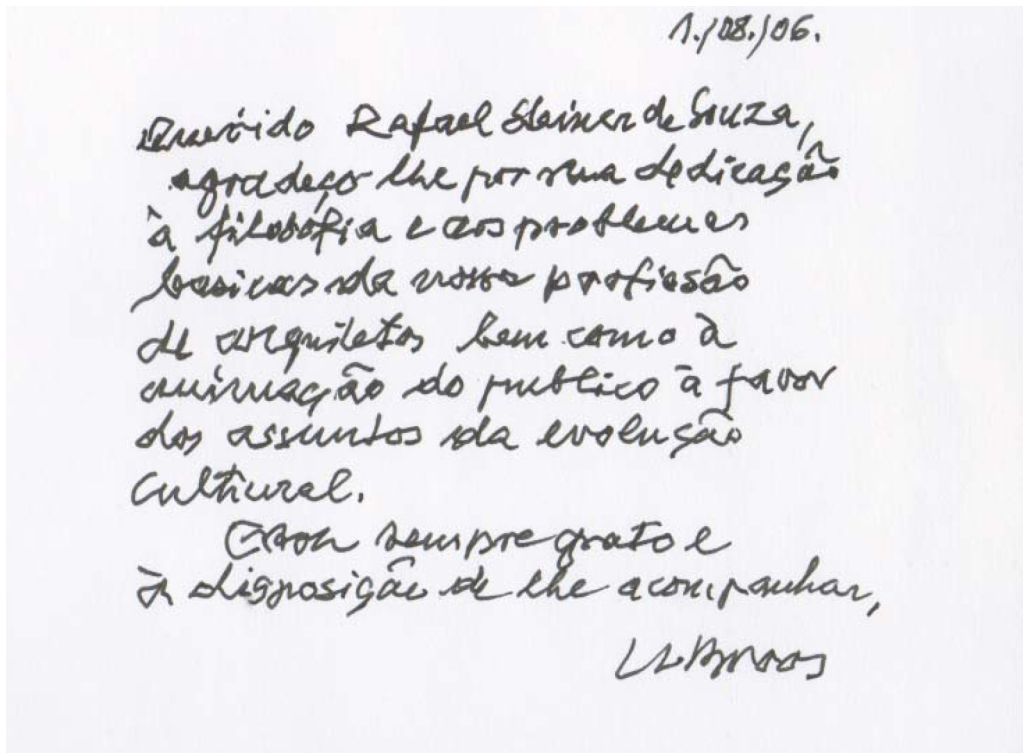 1./08./06.
Querido Rafael Steiner de Souza,
agradeço lhe por sua dedicação
à filosofia e aos problemas
basicos da nossa profissão
de arquitetos bem como à
animação do publico à favor
dos assuntos da evolução
cultural.
Estou sempre grato e
à disposição de lhe acompanhar,